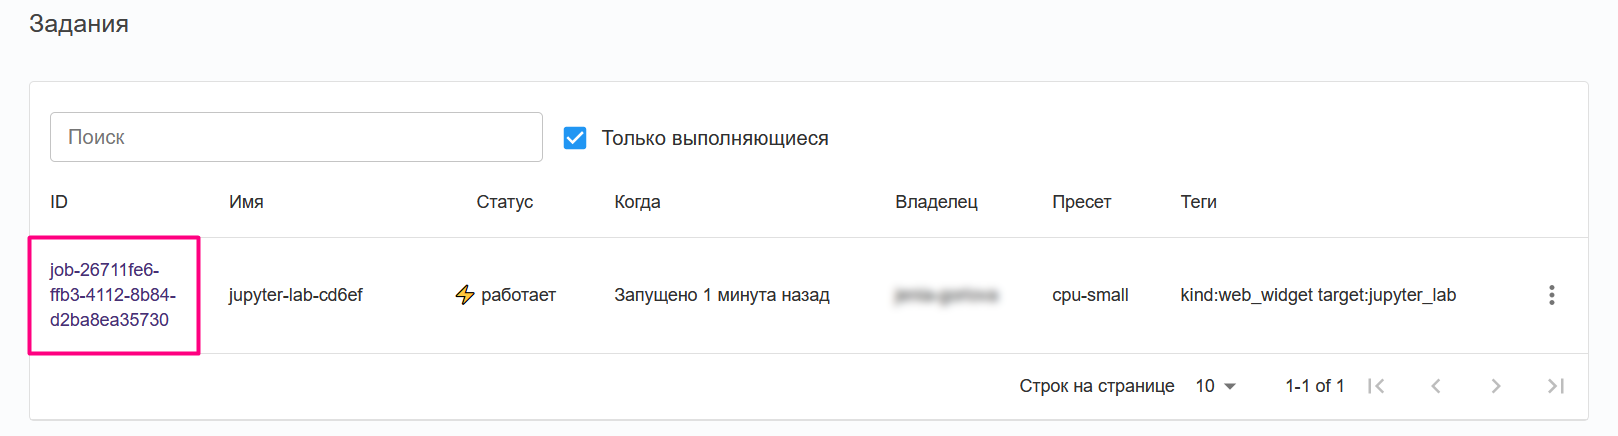 Задания
Поиск
Только выполняющиеся
ID Имя Статус Когда Владелец Пресет Теги
job-26711fe6-
ffb3-4112-8b84-
d2ba8ea35730
jupyter-lab-cd6ef работает Запущено 1 минута назад cpu-small kind:web_widget target:jupyter_lab
Строк на странице 10 1-1 of 1